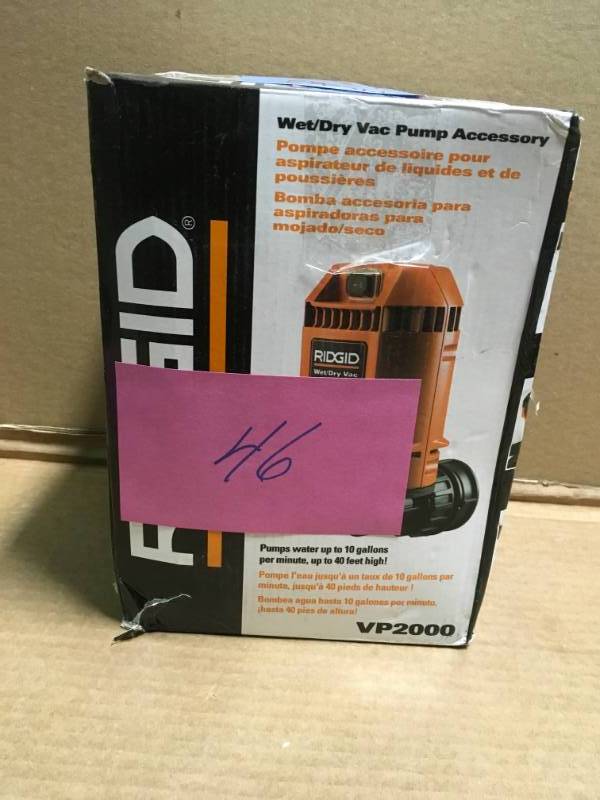 Wet/Dry Vac Pump Accessory
Pompe accessoire pour
aspirateur de liquides et de
poussières
Bomba accesoria para
aspiradoras para
mojado/seco
®
RIDGID
Wet/Dry Vac
46
Pumps water up to 10 gallons
per minute, up to 40 feet high!
Pompe l'eau jusqu'à un taux de 10 gallons par
minute, jusqu'à 40 pieds de hauteur !
Bombea agua hasta 10 galones por minuto,
¡hasta 40 pies de altura!
VP2000